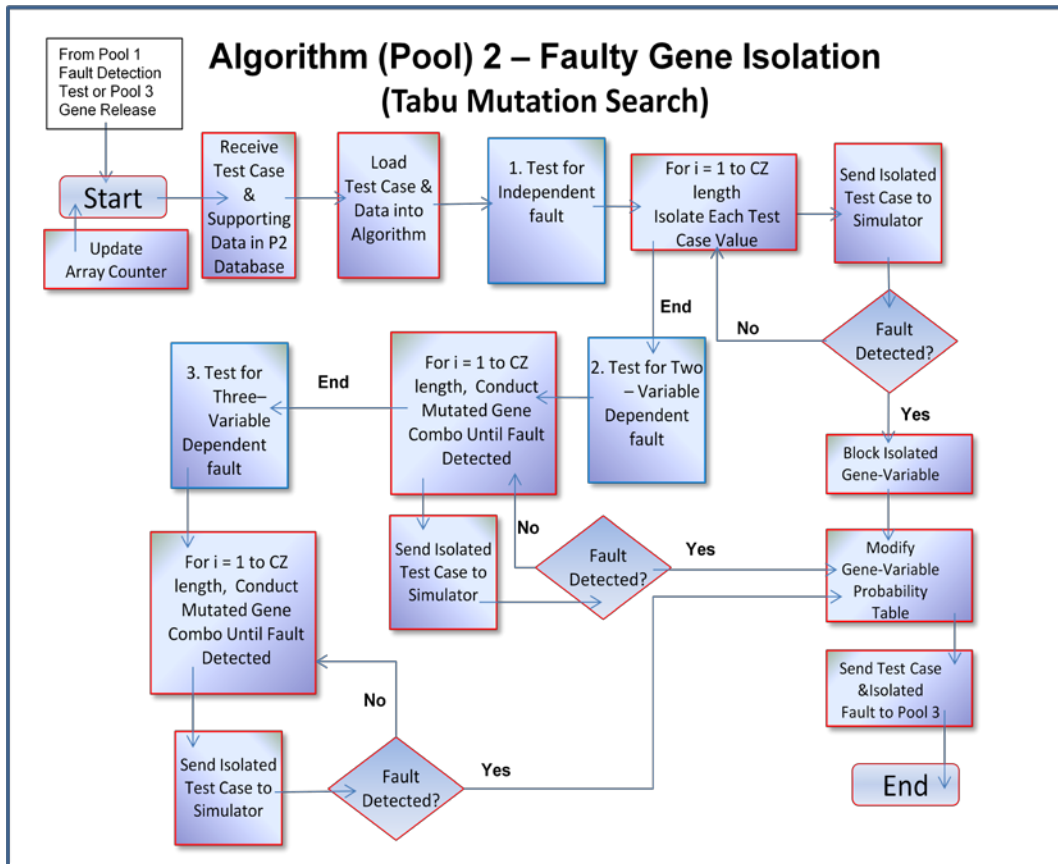 From Pool 1
Fault Detection
Test or Pool 3
Gene Release
Algorithm (Pool) 2 – Faulty Gene Isolation
(Tabu Mutation Search)
Start
Update
Array Counter
Receive
Test Case
&
Supporting
Data in P2
Database
Load
Test Case &
Data into
Algorithm
1. Test for
Independent
fault
For i = 1 to CZ
length
Isolate Each Test
Case Value
Send Isolated
Test Case to
Simulator
No
Fault
Detected?
End
Yes
3. Test for
Three–
Variable
Dependent
fault
End
For i = 1 to CZ
length, Conduct
Mutated Gene
Combo Until Fault
Detected
2. Test for Two
– Variable
Dependent
fault
Block Isolated
Gene-Variable
No
Send Isolated
Test Case to
Simulator
Fault
Detected?
Yes
Modify
Gene-Variable
Probability
Table
For i = 1 to CZ
length, Conduct
Mutated Gene
Combo Until Fault
Detected
No
Send Isolated
Test Case to
Simulator
Fault
Detected?
Yes
Send Test Case
&Isolated
Fault to Pool 3
End